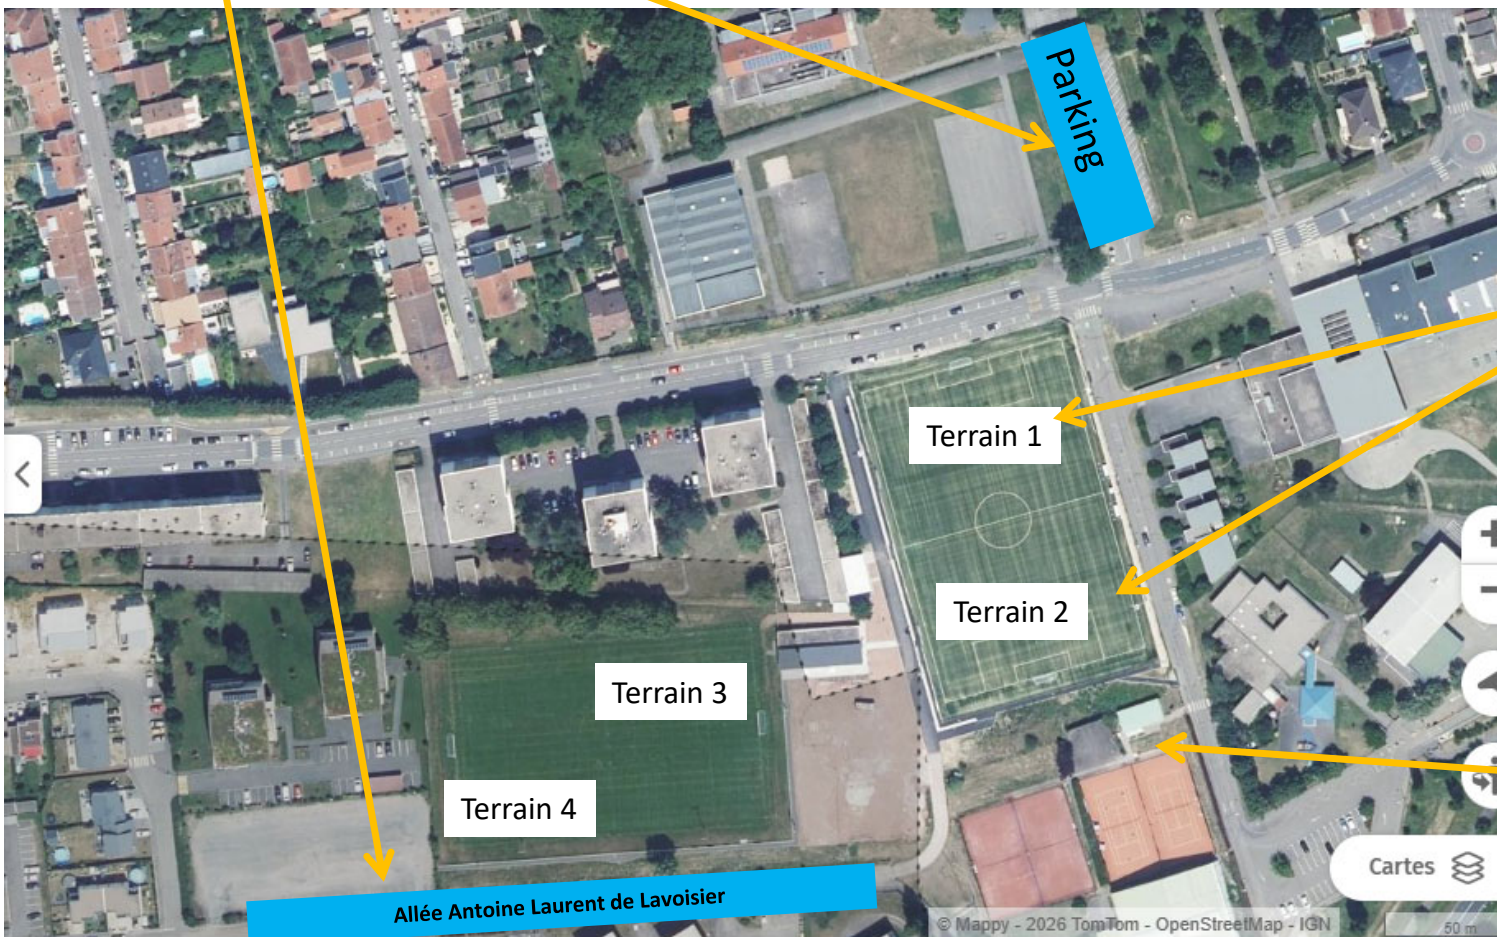 Parking
Terrain 1
Terrain 2
Terrain 3
Terrain 4
Cartes
Allée Antoine Laurent de Lavoisier
© Mappy - 2026 TomTom - OpenStreetMap - IGN
50 m